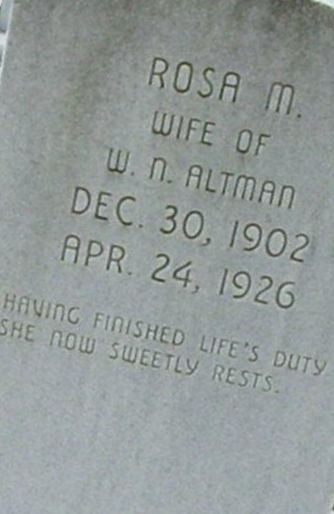 ROSA M.
WIFE OF
W. N. ALTMAN
DEC. 30, 1902
APR. 24, 1926
HAVING FINISHED LIFE'S DUTY
SHE NOW SWEETLY RESTS.